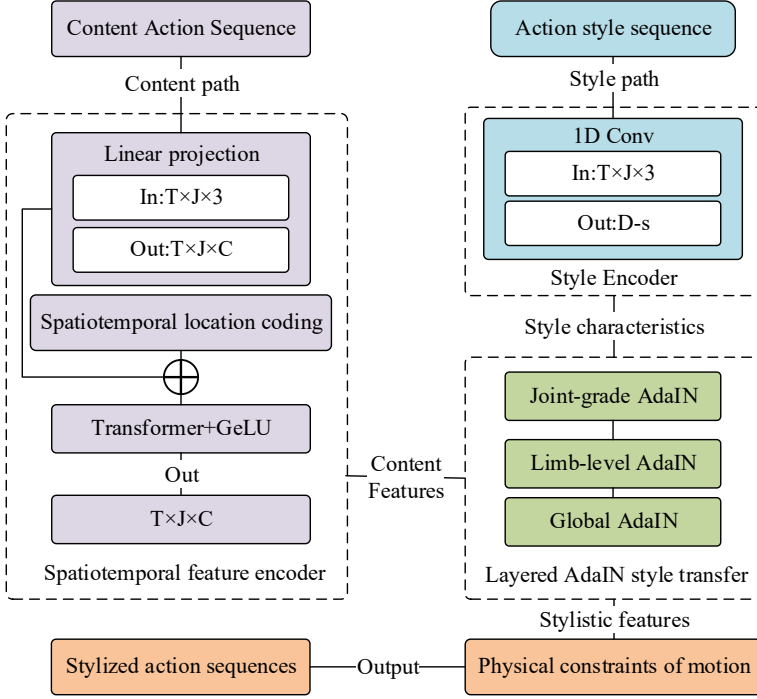 Content Action Sequence
Content path
Linear projection
In:T×J×3
Out:T×J×C
Spatiotemporal location coding
Transformer+GeLU
Out
T×J×C
Spatiotemporal feature encoder
Action style sequence
Style path
1D Conv
In:T×J×3
Out:D-s
Style Encoder
Style characteristics
Joint-grade AdaIN
Limb-level AdaIN
Global AdaIN
Layered AdaIN style transfer
Content
Features
Stylistic features
Physical constraints of motion
Output
Stylized action sequences